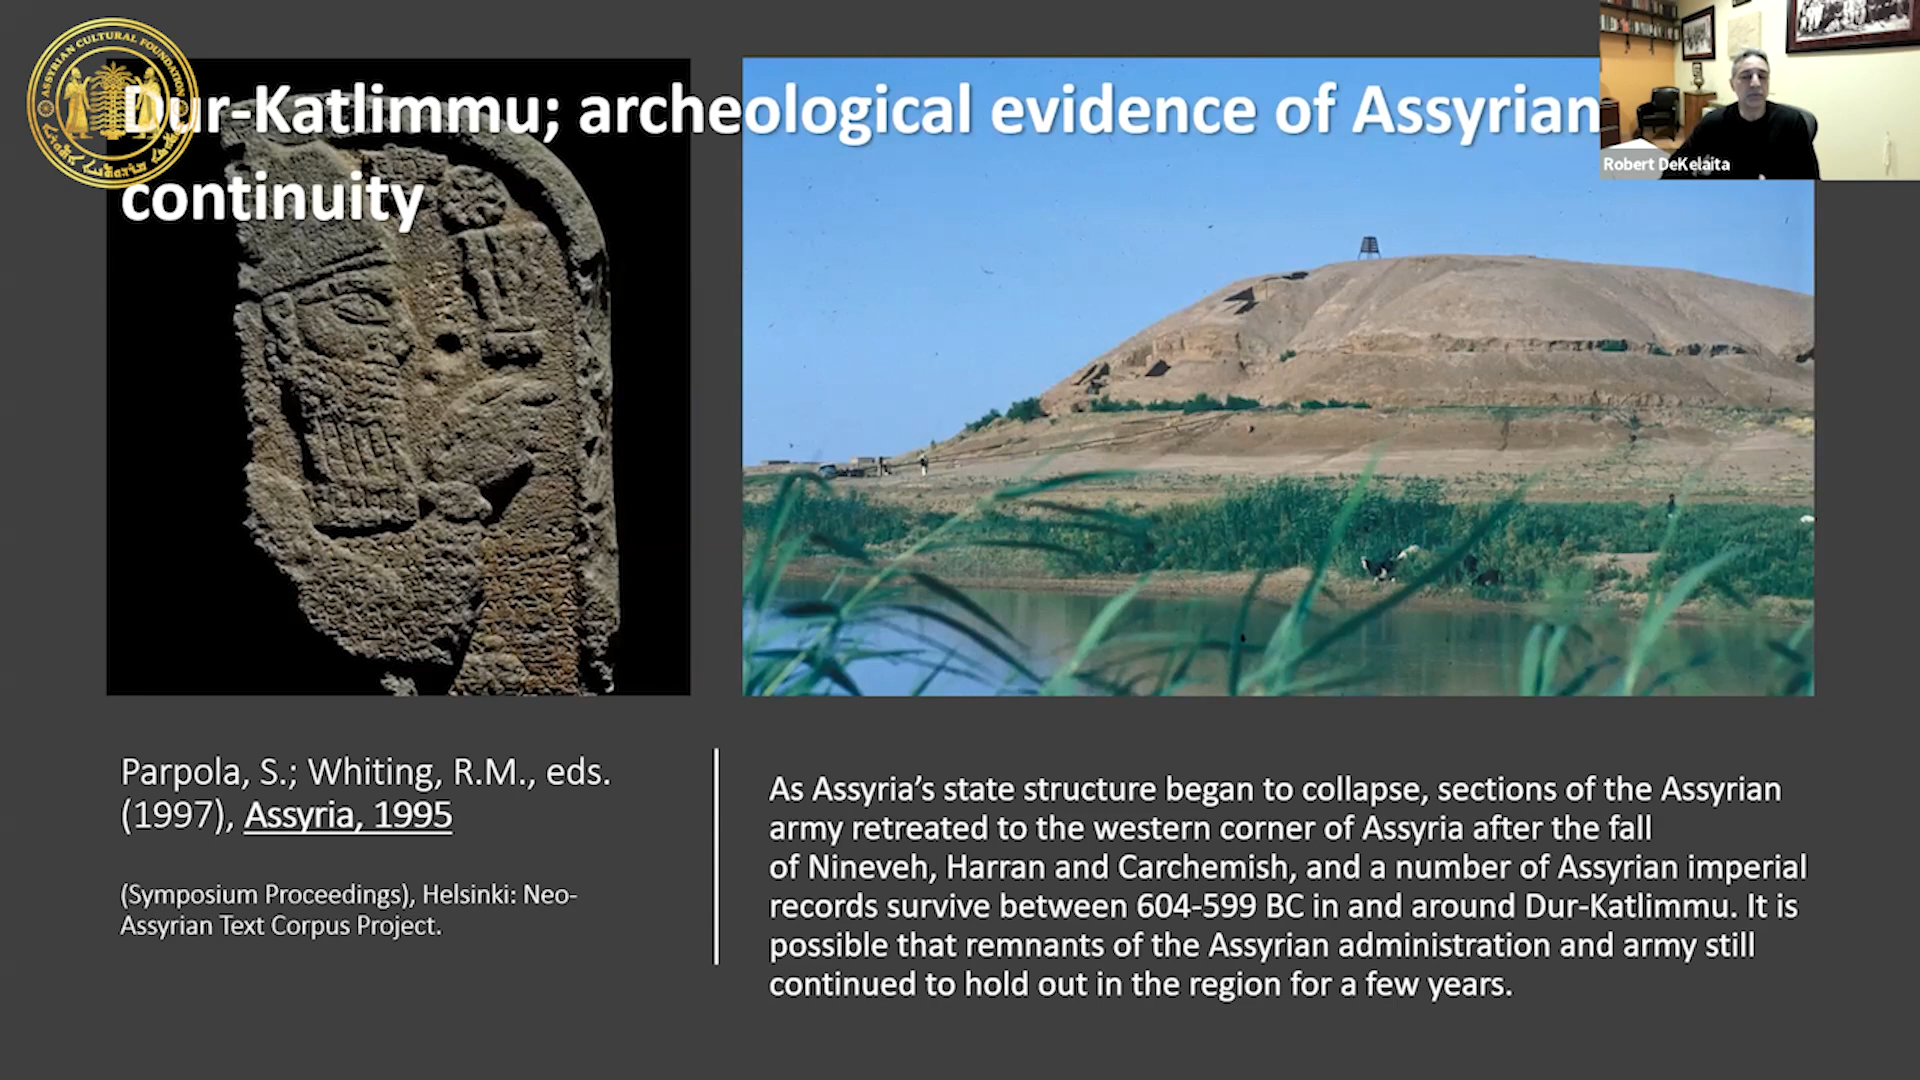 ASSYRIAN CULTURAL FOUNDATION
Dur-Katlimmu; archeological evidence of Assyrian
continuity
Robert DeKelaita
Parpola, S.; Whiting, R.M., eds.
(1997), Assyria, 1995
(Symposium Proceedings), Helsinki: Neo-
Assyrian Text Corpus Project.
As Assyria’s state structure began to collapse, sections of the Assyrian
army retreated to the western corner of Assyria after the fall
of Nineveh, Harran and Carchemish, and a number of Assyrian imperial
records survive between 604-599 BC in and around Dur-Katlimmu. It is
possible that remnants of the Assyrian administration and army still
continued to hold out in the region for a few years.